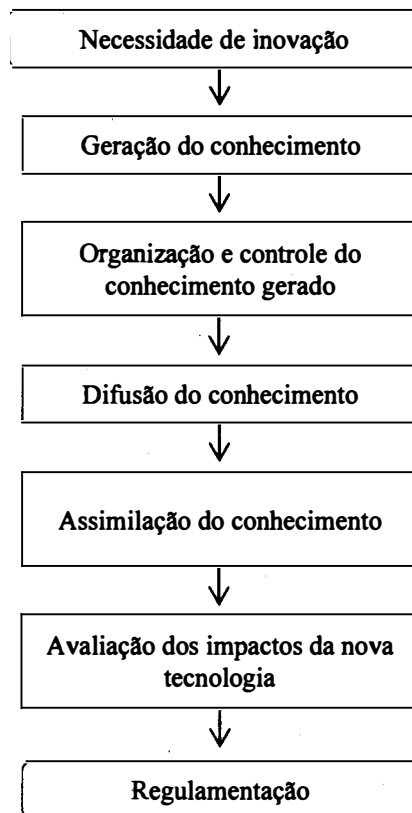 Necessidade de inovação
Geração do conhecimento
Organização e controle do
conhecimento gerado
Difusão do conhecimento
Assimilação do conhecimento
Avaliação dos impactos da nova
tecnologia
Regulamentação